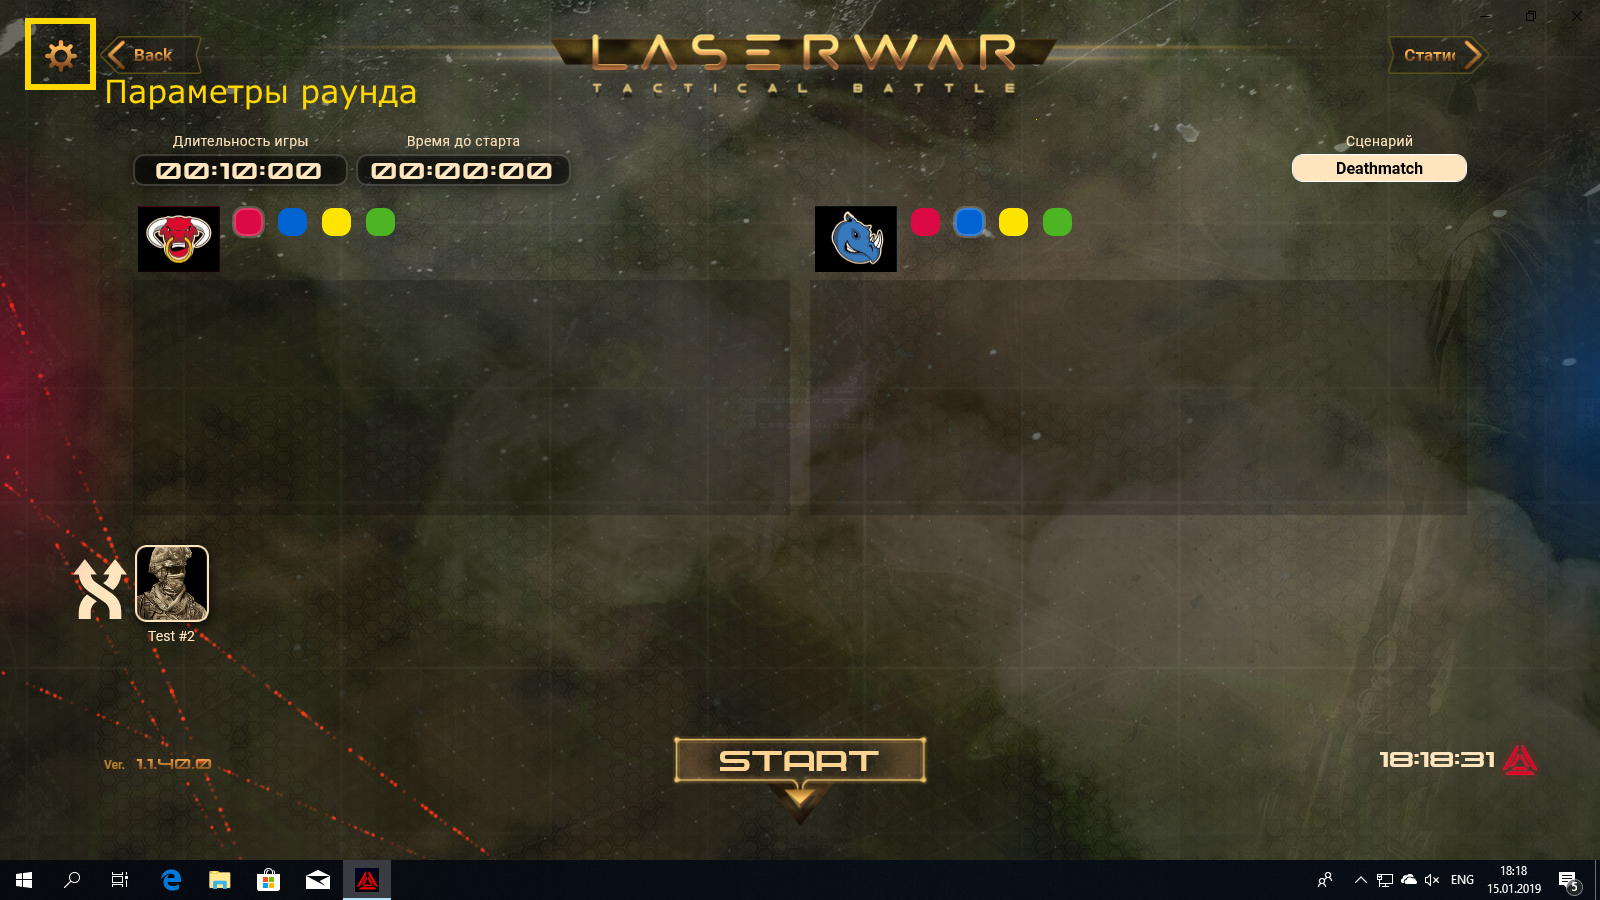 Back
LASERWAR
TACTICAL BATTLE
Параметры раунда
Длительность игры
Время до старта
Сценарий
00:10:00
00:00:00
Deathmatch
Test #2
START
Ver. 1.1.40.0
18:18:31
ENG
18:18
15.01.2019
5